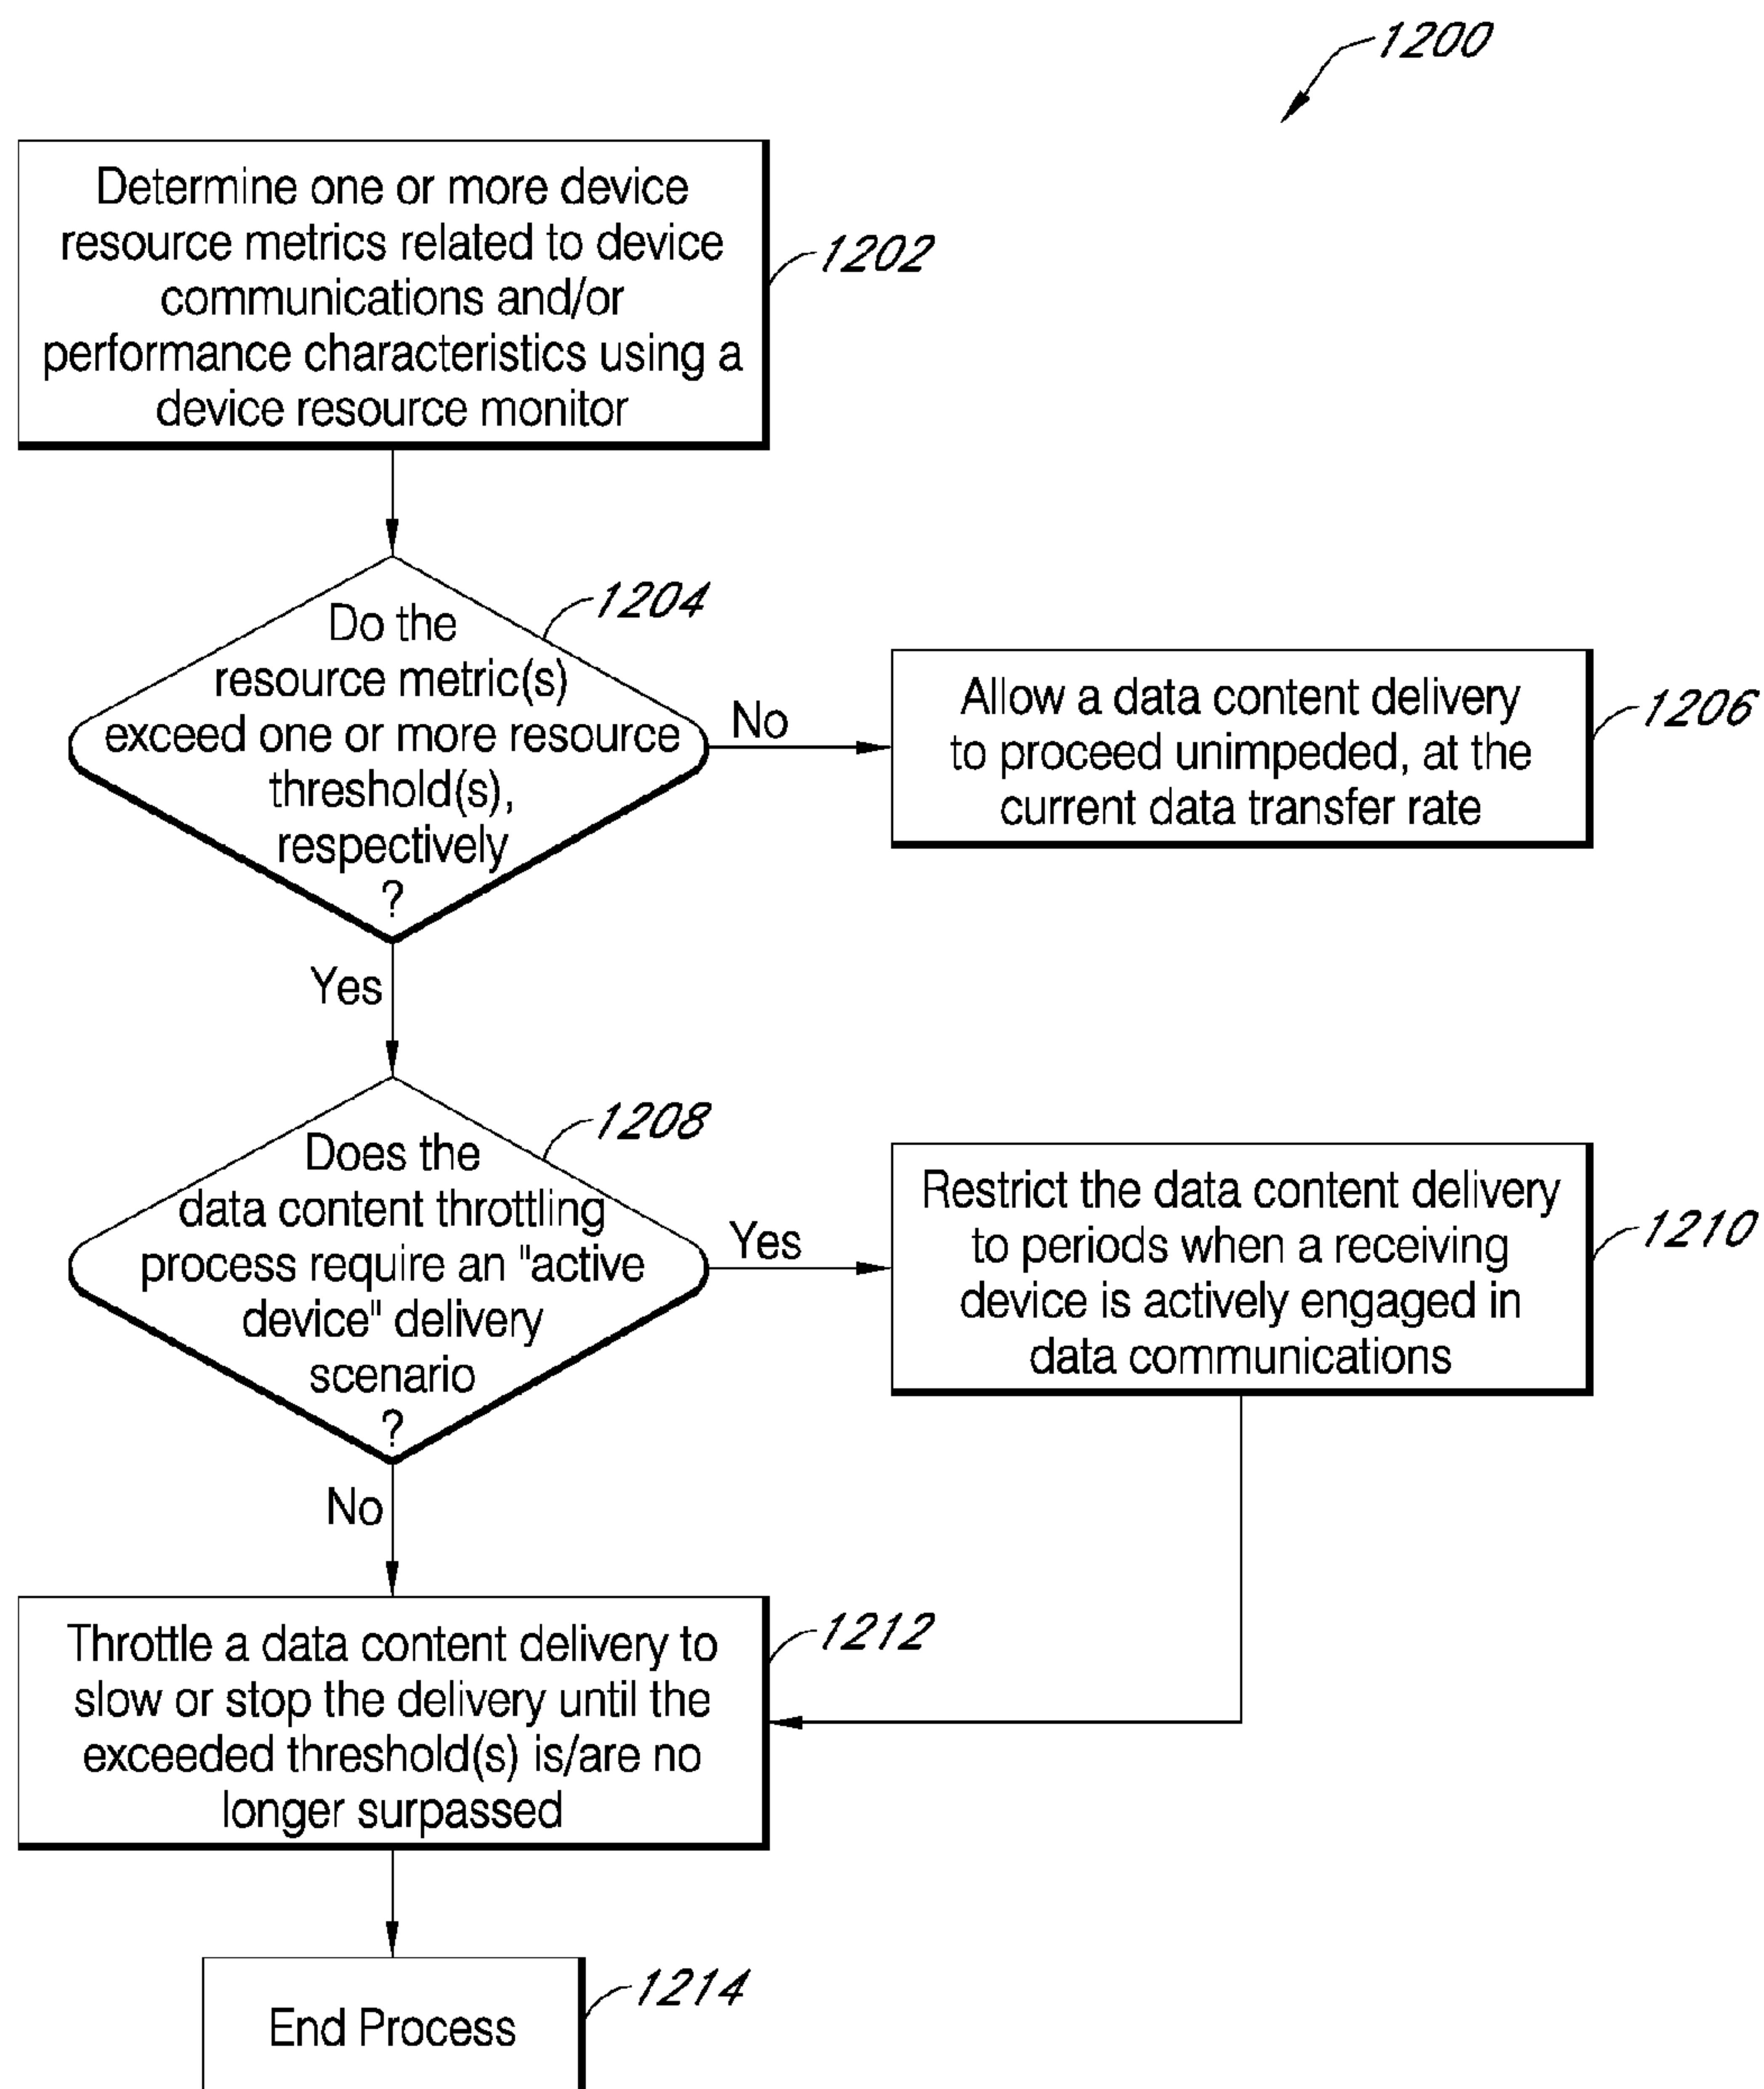 1200
Determine one or more device
resource metrics related to device
communications and/or
performance characteristics using a
device resource monitor
1202
Do the
resource metric(s)
exceed one or more resource
threshold(s),
respectively
?
1204
No
Allow a data content delivery
to proceed unimpeded, at the
current data transfer rate
1206
Yes
Does the
data content throttling
process require an "active
device" delivery
scenario
?
1208
Yes
Restrict the data content delivery
to periods when a receiving
device is actively engaged in
data communications
1210
No
Throttle a data content delivery to
slow or stop the delivery until the
exceeded threshold(s) is/are no
longer surpassed
1212
End Process
1214